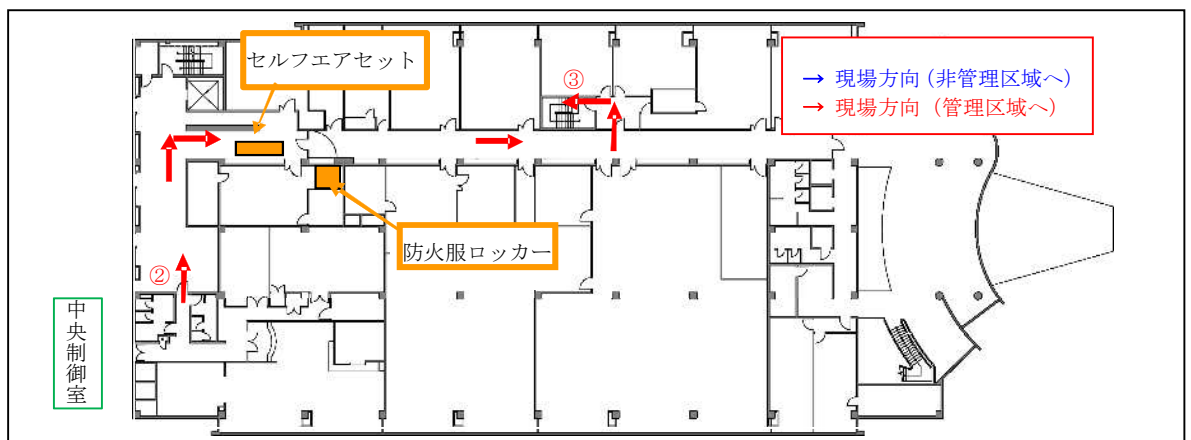 セルフエアセット
③
→ 現場方向 (非管理区域へ)
→ 現場方向 (管理区域へ)
防火服ロッカー
②
中央制御室